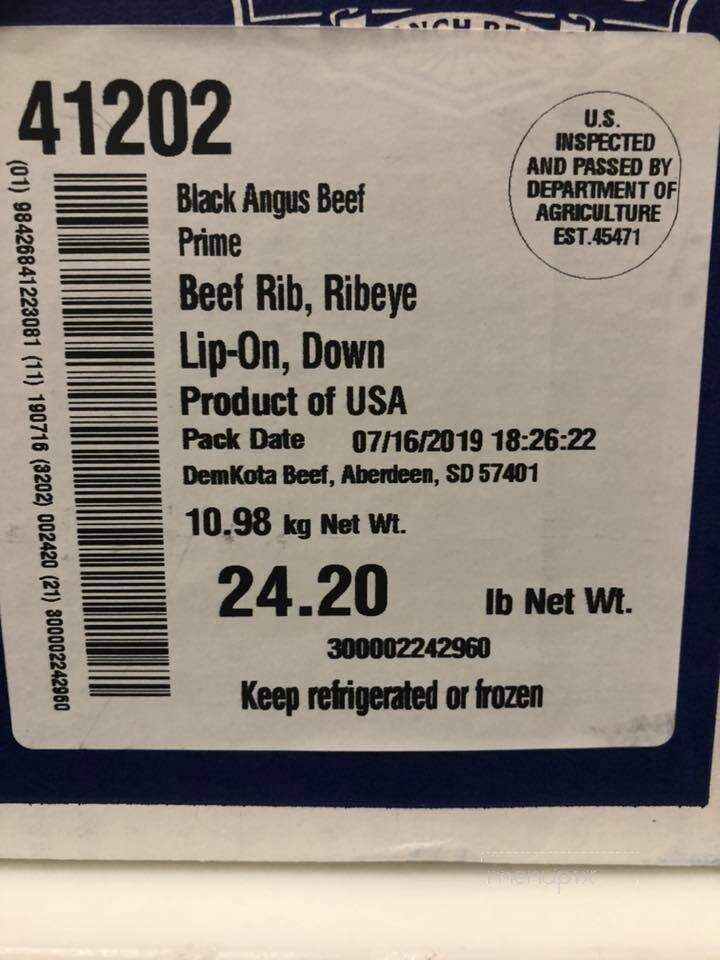 41202
U.S.
INSPECTED
AND PASSED BY
DEPARTMENT OF
AGRICULTURE
EST.45471
Black Angus Beef
Prime
Beef Rib, Ribeye
Lip-On, Down
Product of USA
Pack Date 07/16/2019 18:26:22
DemKota Beef, Aberdeen, SD 57401
10.98 kg Net Wt.
24.20 lb Net Wt.
300002242960
Keep refrigerated or frozen
(01) 98426841223081 (11) 190716 (3202) 002420 (21) 300002242960
menupix